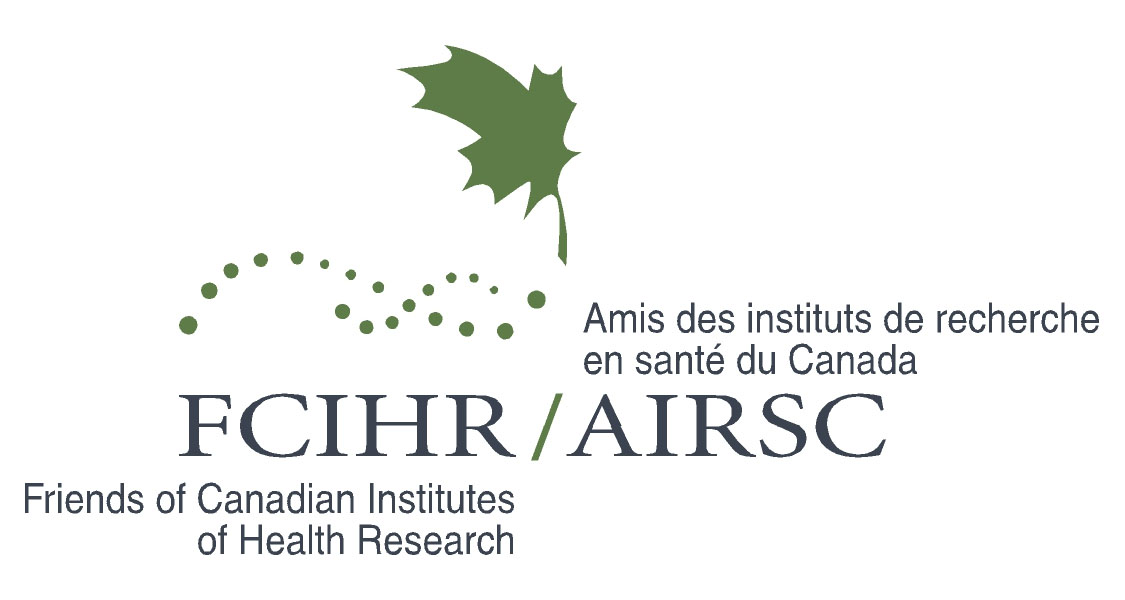 Amis des instituts de recherche
en santé du Canada
FCIHR/AIRSC
Friends of Canadian Institutes
of Health Research